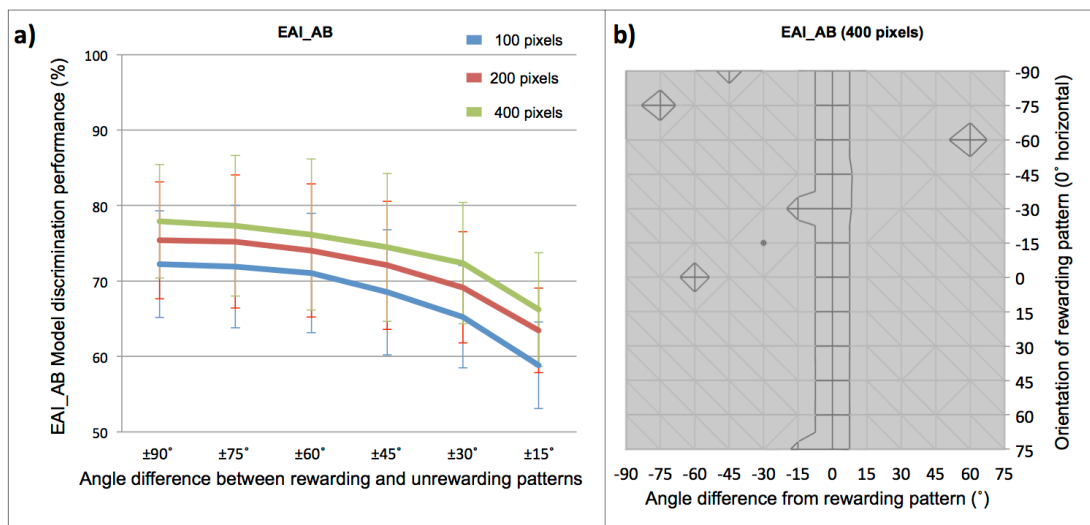 a)
EAI_AB
100 pixels
200 pixels
400 pixels
EAI_AB Model discrimination performance (%)
100
90
80
70
60
50
±90˚ ±75˚ ±60˚ ±45˚ ±30˚ ±15˚
Angle difference between rewarding and unrewarding patterns
b)
EAI_AB (400 pixels)
-90
-75
-60
-45
-30
-15
0
15
30
45
60
75
Orientation of rewarding pattern (0˚ horizontal)
-90 -75 -60 -45 -30 -15 0 15 30 45 60 75
Angle difference from rewarding pattern (˚)